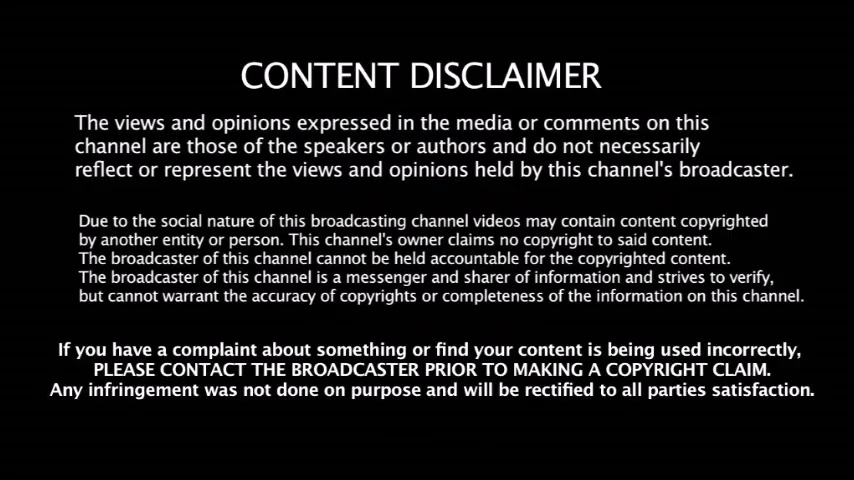 CONTENT DISCLAIMER
The views and opinions expressed in the media or comments on this
channel are those of the speakers or authors and do not necessarily
reflect or represent the views and opinions held by this channel's broadcaster.
Due to the social nature of this broadcasting channel videos may contain content copyrighted
by another entity or person. This channel's owner claims no copyright to said content.
The broadcaster of this channel cannot be held accountable for the copyrighted content.
The broadcaster of this channel is a messenger and sharer of information and strives to verify,
but cannot warrant the accuracy of copyrights or completeness of the information on this channel.
If you have a complaint about something or find your content is being used incorrectly,
PLEASE CONTACT THE BROADCASTER PRIOR TO MAKING A COPYRIGHT CLAIM.
Any infringement was not done on purpose and will be rectified to all parties satisfaction.